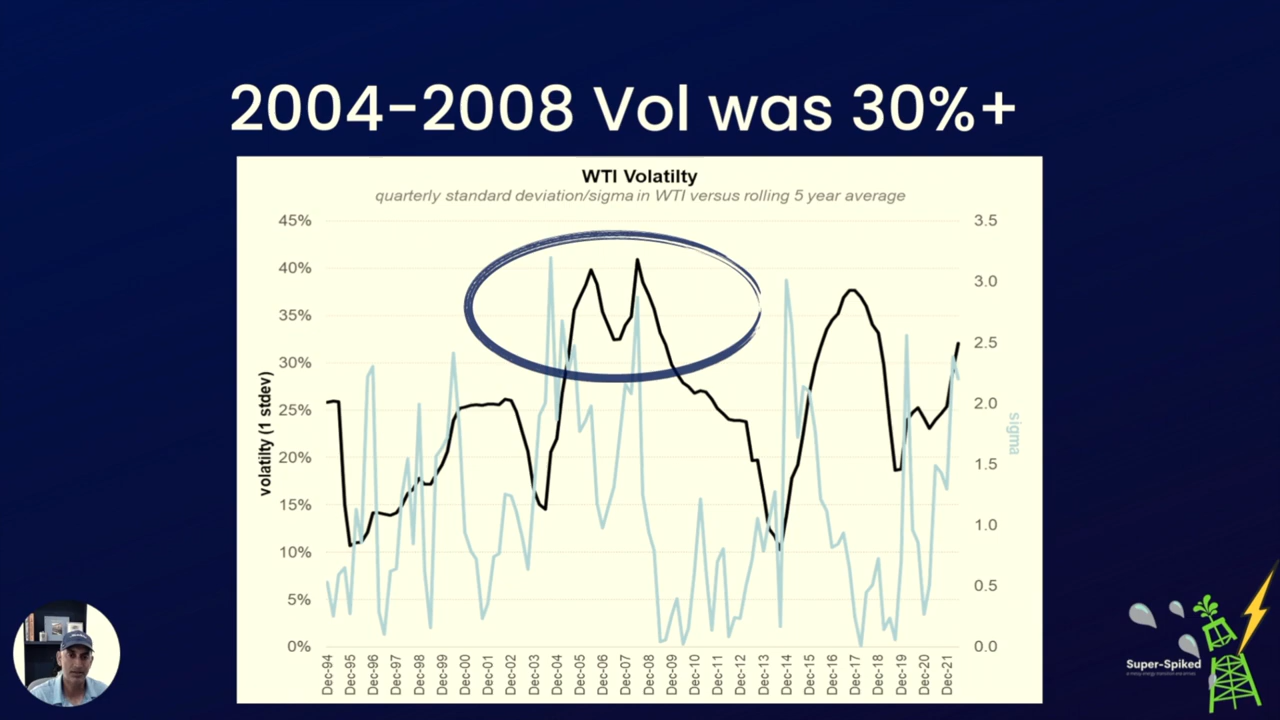 2004-2008 Vol was 30%+
WTI Volatilty
quarterly standard deviation/sigma in WTI versus rolling 5 year average
45%
40%
35%
30%
25%
20%
15%
10%
5%
0%
volatilty (1 stdev)
3.5
3.0
2.5
2.0
1.5
1.0
0.5
0.0
sigma
Dec-94
Dec-95
Dec-96
Dec-97
Dec-98
Dec-99
Dec-00
Dec-01
Dec-02
Dec-03
Dec-04
Dec-05
Dec-06
Dec-07
Dec-08
Dec-09
Dec-10
Dec-11
Dec-12
Dec-13
Dec-14
Dec-15
Dec-16
Dec-17
Dec-18
Dec-19
Dec-20
Dec-21
Super-Spiked